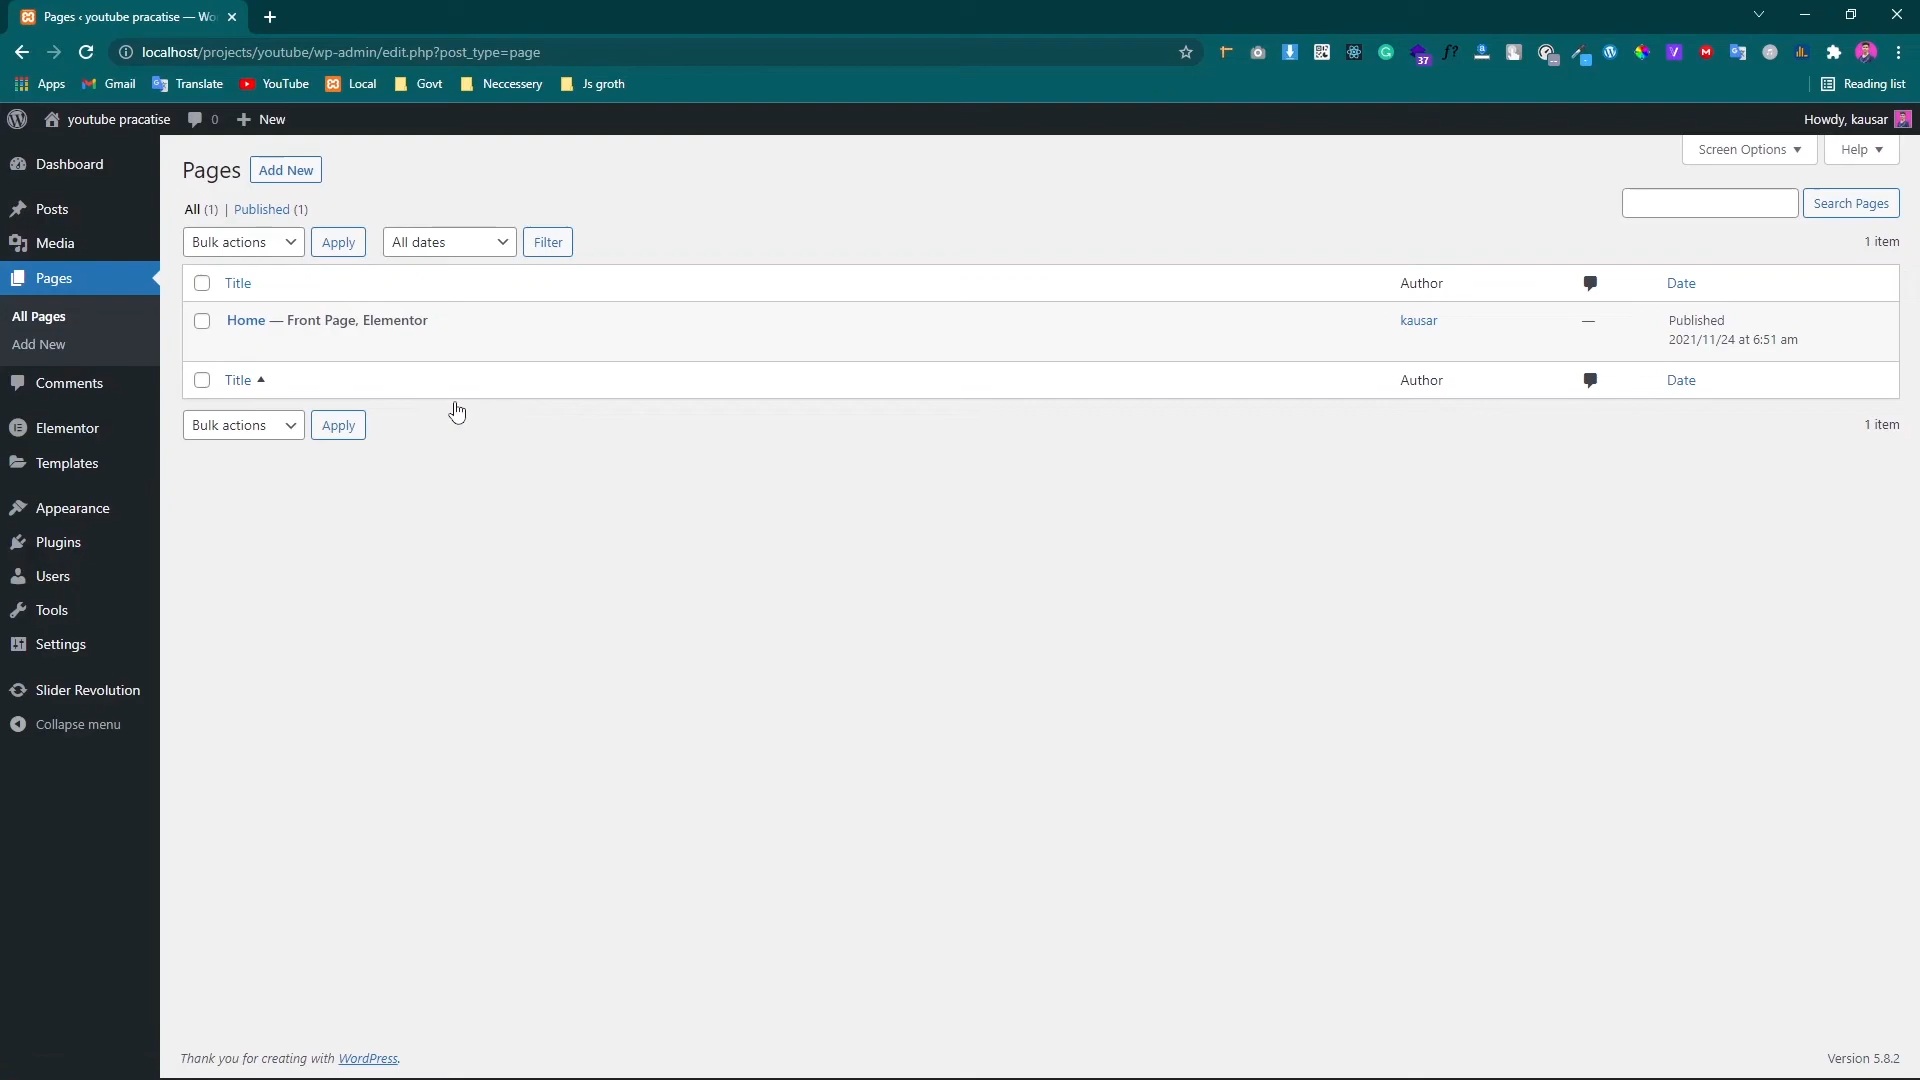 Pages ‹ youtube pracatise — Wo
localhost/projects/youtube/wp-admin/edit.php?post_type=page
37
Apps
Gmail
Translate
YouTube
Local
Govt
Neccessery
Js groth
Reading list
youtube pracatise
0
New
Howdy, kausar
Dashboard
Posts
Media
Pages
All Pages
Add New
Comments
Elementor
Templates
Appearance
Plugins
Users
Tools
Settings
Slider Revolution
Collapse menu
Pages
Add New
Screen Options
Help
All (1) | Published (1)
Search Pages
Bulk actions
Apply
All dates
Filter
1 item
Title
Author
Date
Home — Front Page, Elementor
kausar
—
Published
2021/11/24 at 6:51 am
Title
Author
Date
Bulk actions
Apply
1 item
Thank you for creating with WordPress.
Version 5.8.2